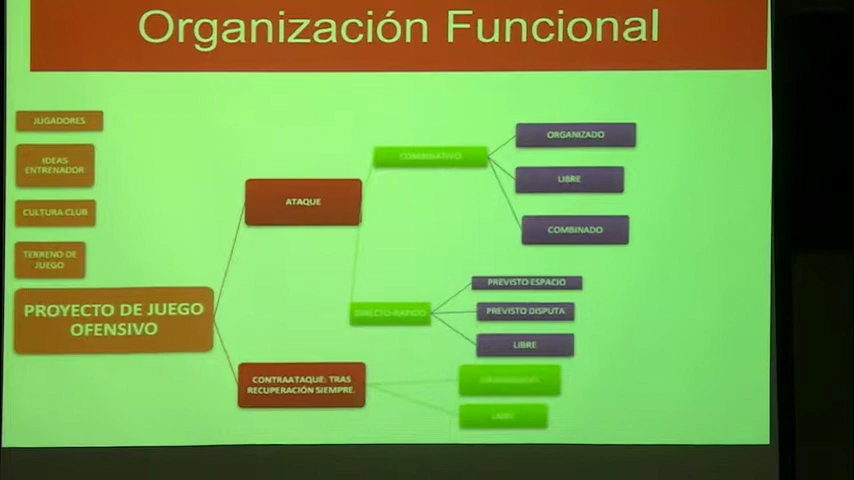 Organización Funcional
JUGADORES
IDEAS
ENTRENADOR
CULTURA CLUB
TERRENO DE
JUEGO
PROYECTO DE JUEGO
OFENSIVO
ATAQUE
CONTRAATAQUE: TRAS
RECUPERACIÓN SIEMPRE.
COMBINATIVO
DIRECTO-RAPIDO
ORGANIZADO
LIBRE
COMBINADO
PREVISTO ESPACIO
PREVISTO DISPUTA
LIBRE
LIBRE